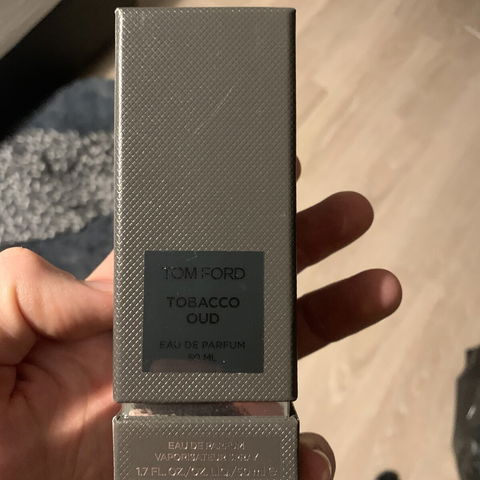 TOM FORD
TOBACCO
OUD
EAU DE PARFUM
50 ML
EAU DE PARFUM
VAPORISATEUR SPRAY
1.7 FL. OZ./OZ. LIQ./50 ml ℮